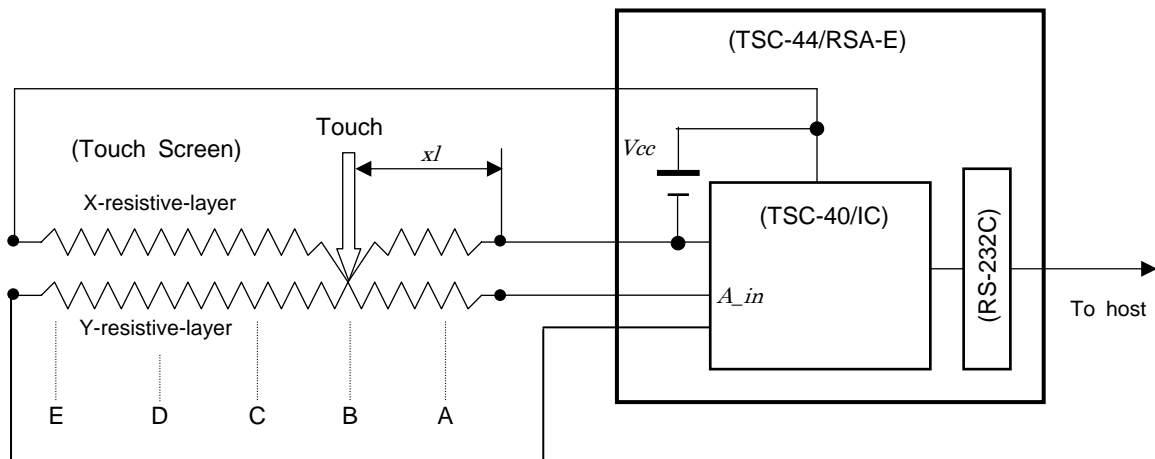 (TSC-44/RSA-E)
Touch
(Touch Screen)
xl
Vcc
X-resistive-layer
(TSC-40/IC)
(RS-232C)
A_in
To host
Y-resistive-layer
E D C B A